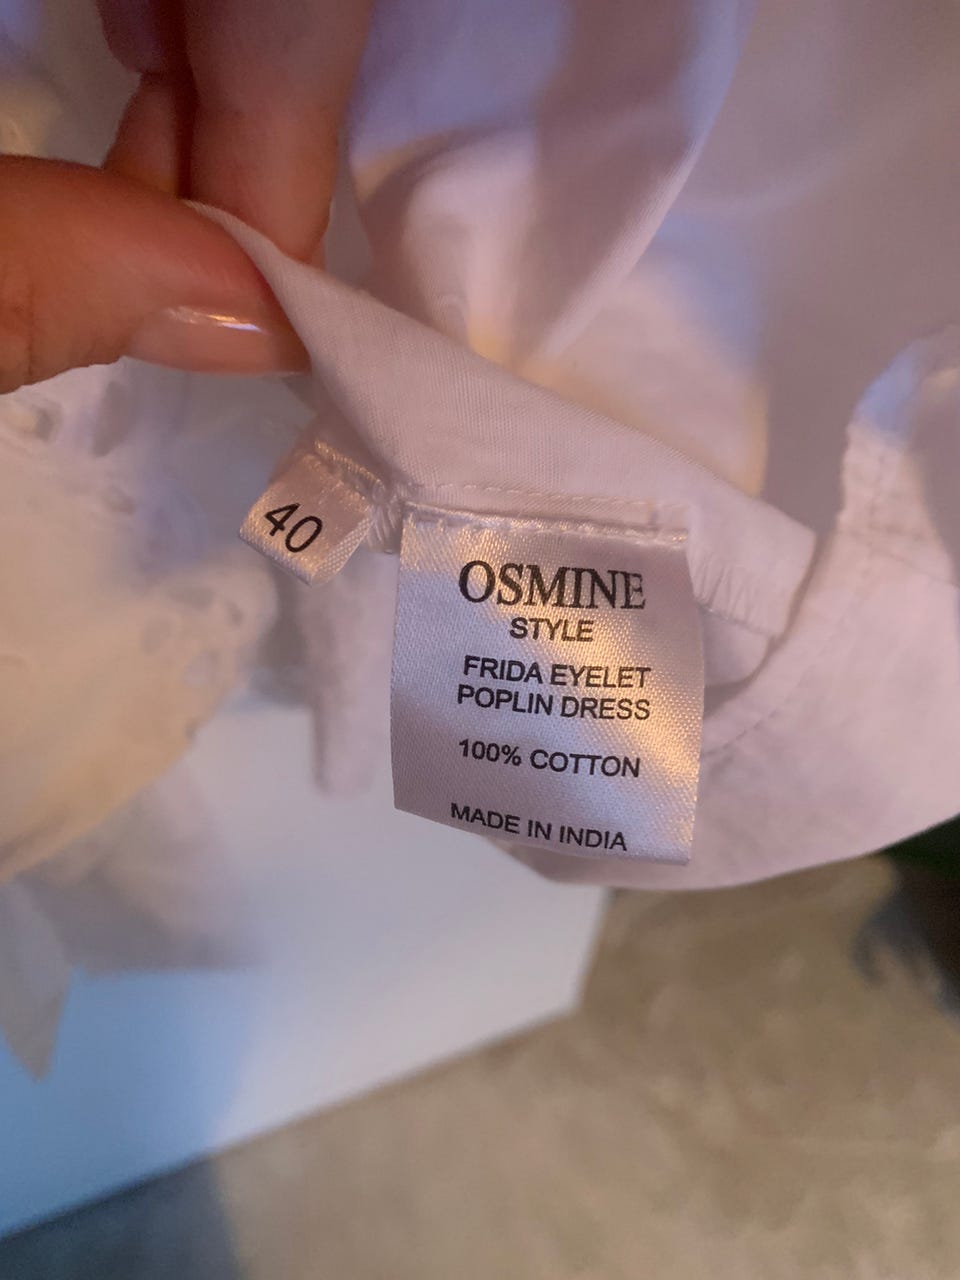 40
OSMINE
STYLE
FRIDA EYELET
POPLIN DRESS
100% COTTON
MADE IN INDIA